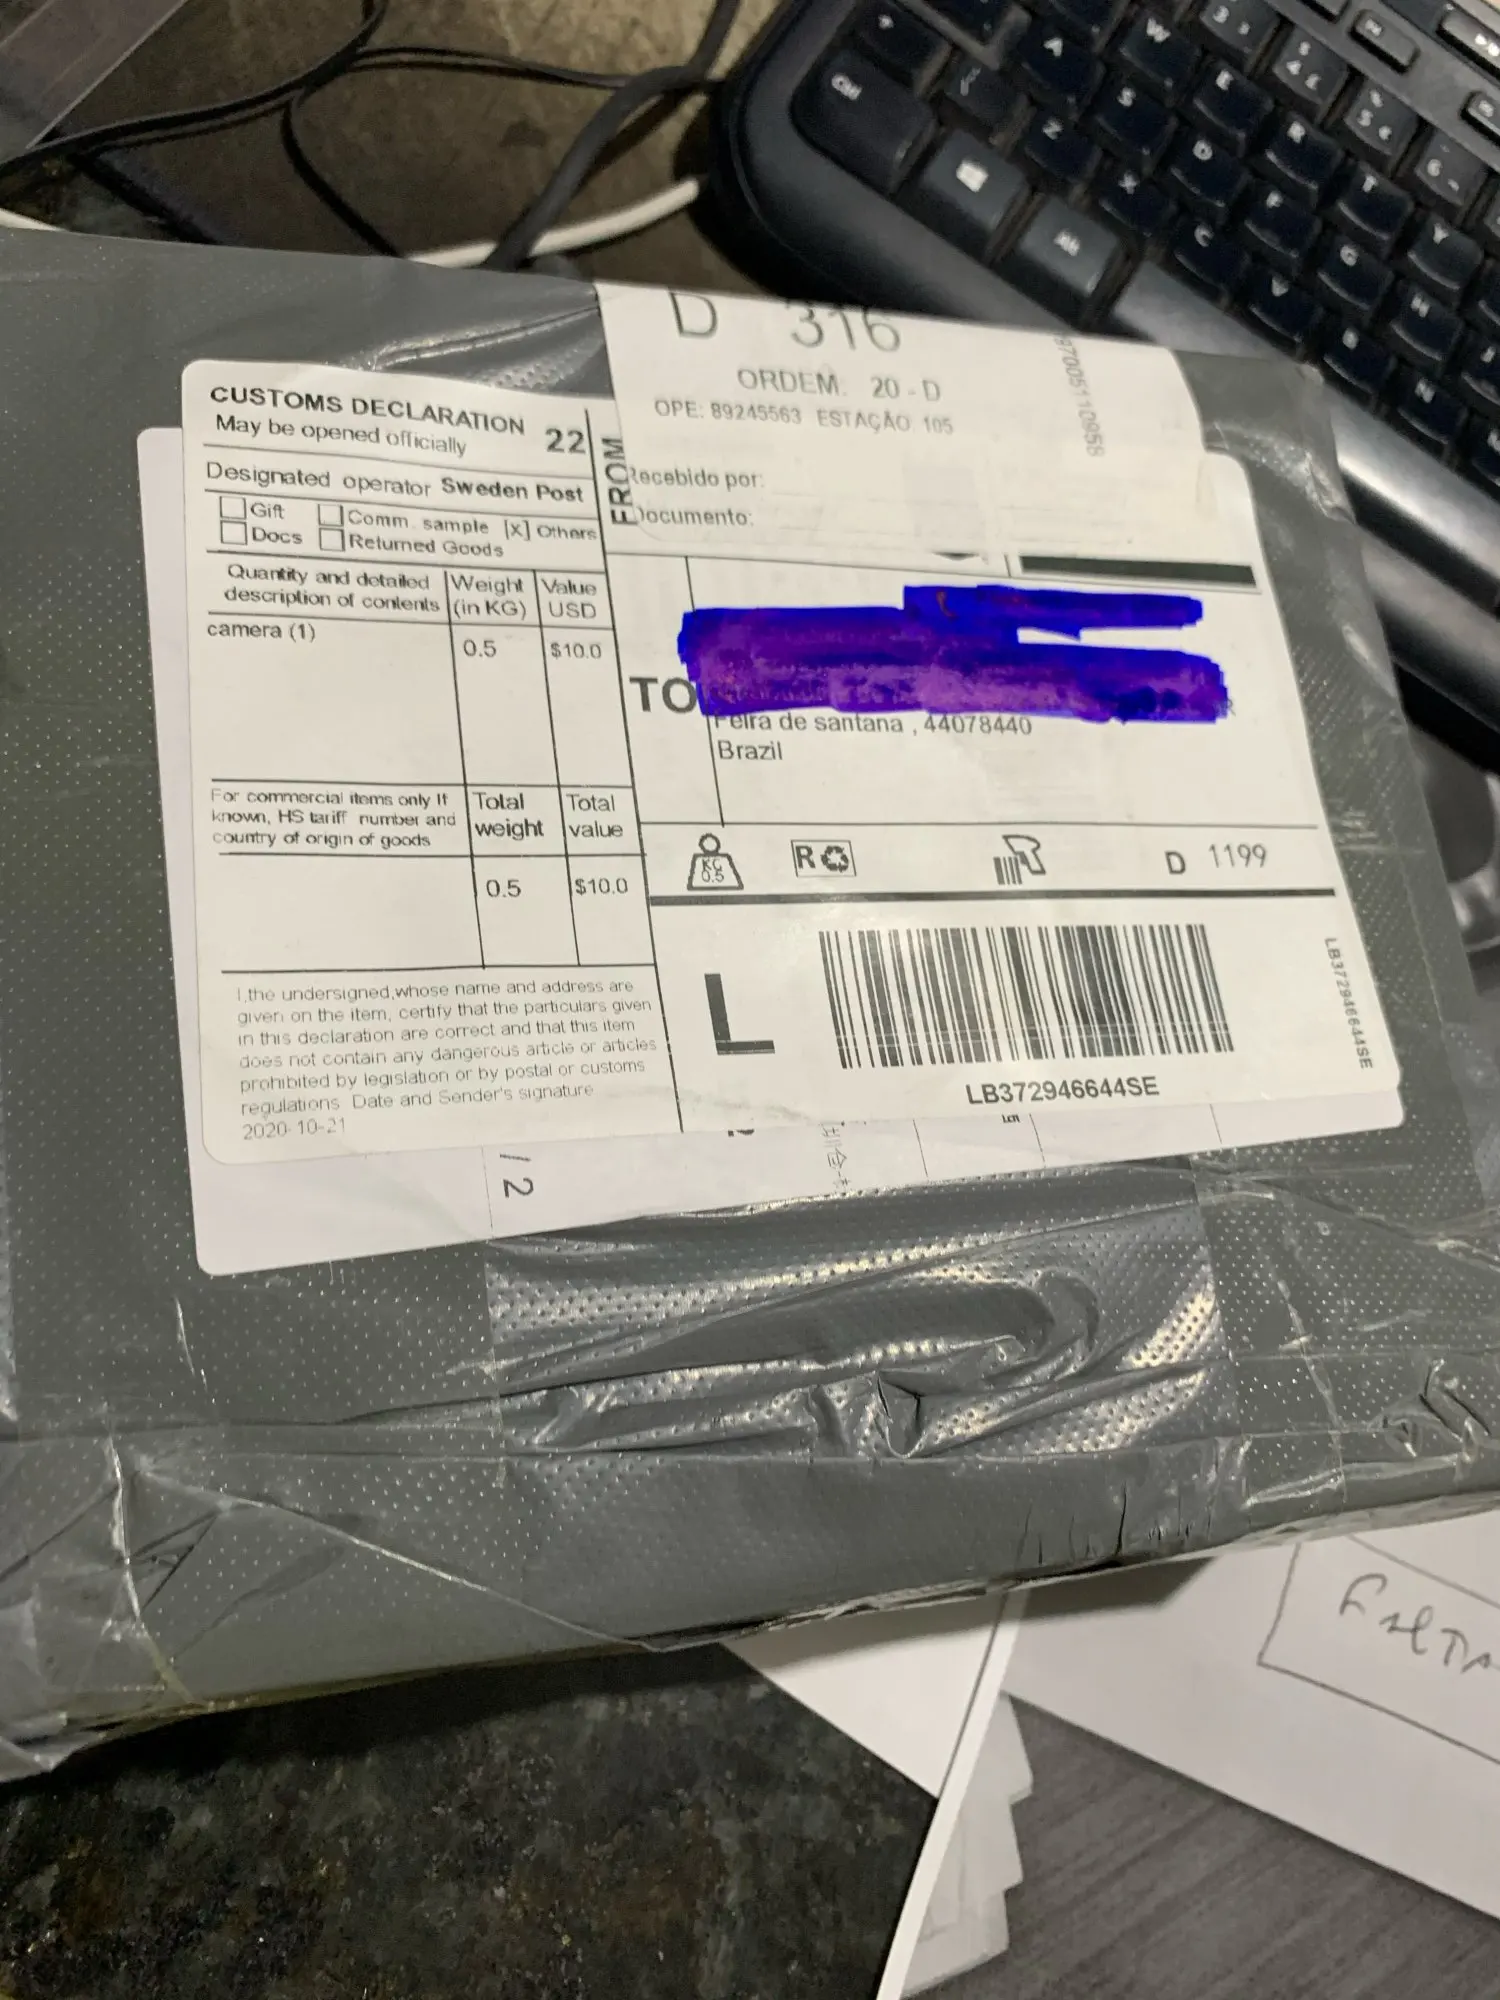 D 316
ORDEM: 20 - D
OPE: 89245563 ESTAÇÃO 105
Recebido por:
Documento:
CUSTOMS DECLARATION
May be opened officially
22
Designated operator Sweden Post
Gift
Comm. sample [x] Others
Docs
Returned Goods
Quantity and detailed
description of contents
Weight
(in KG)
Value
USD
camera (1)
0.5
$10.0
For commercial items only If
known, HS tariff number and
country of origin of goods
Total
weight
Total
value
0.5
$10.0
I,the undersigned,whose name and address are
given on the item, certify that the particulars given
in this declaration are correct and that this item
does not contain any dangerous article or articles
prohibited by legislation or by postal or customs
regulations Date and Sender's signature
2020-10-21
FROM
TO
Feira de santana , 44078440
Brazil
KG
0.5
R
D 1199
L
LB372946644SE
LB372946644SE
2
Ctrl
Alt
A
W
S
Z
X
E
D
C
R
F
V
T
G
B
Y
H
N